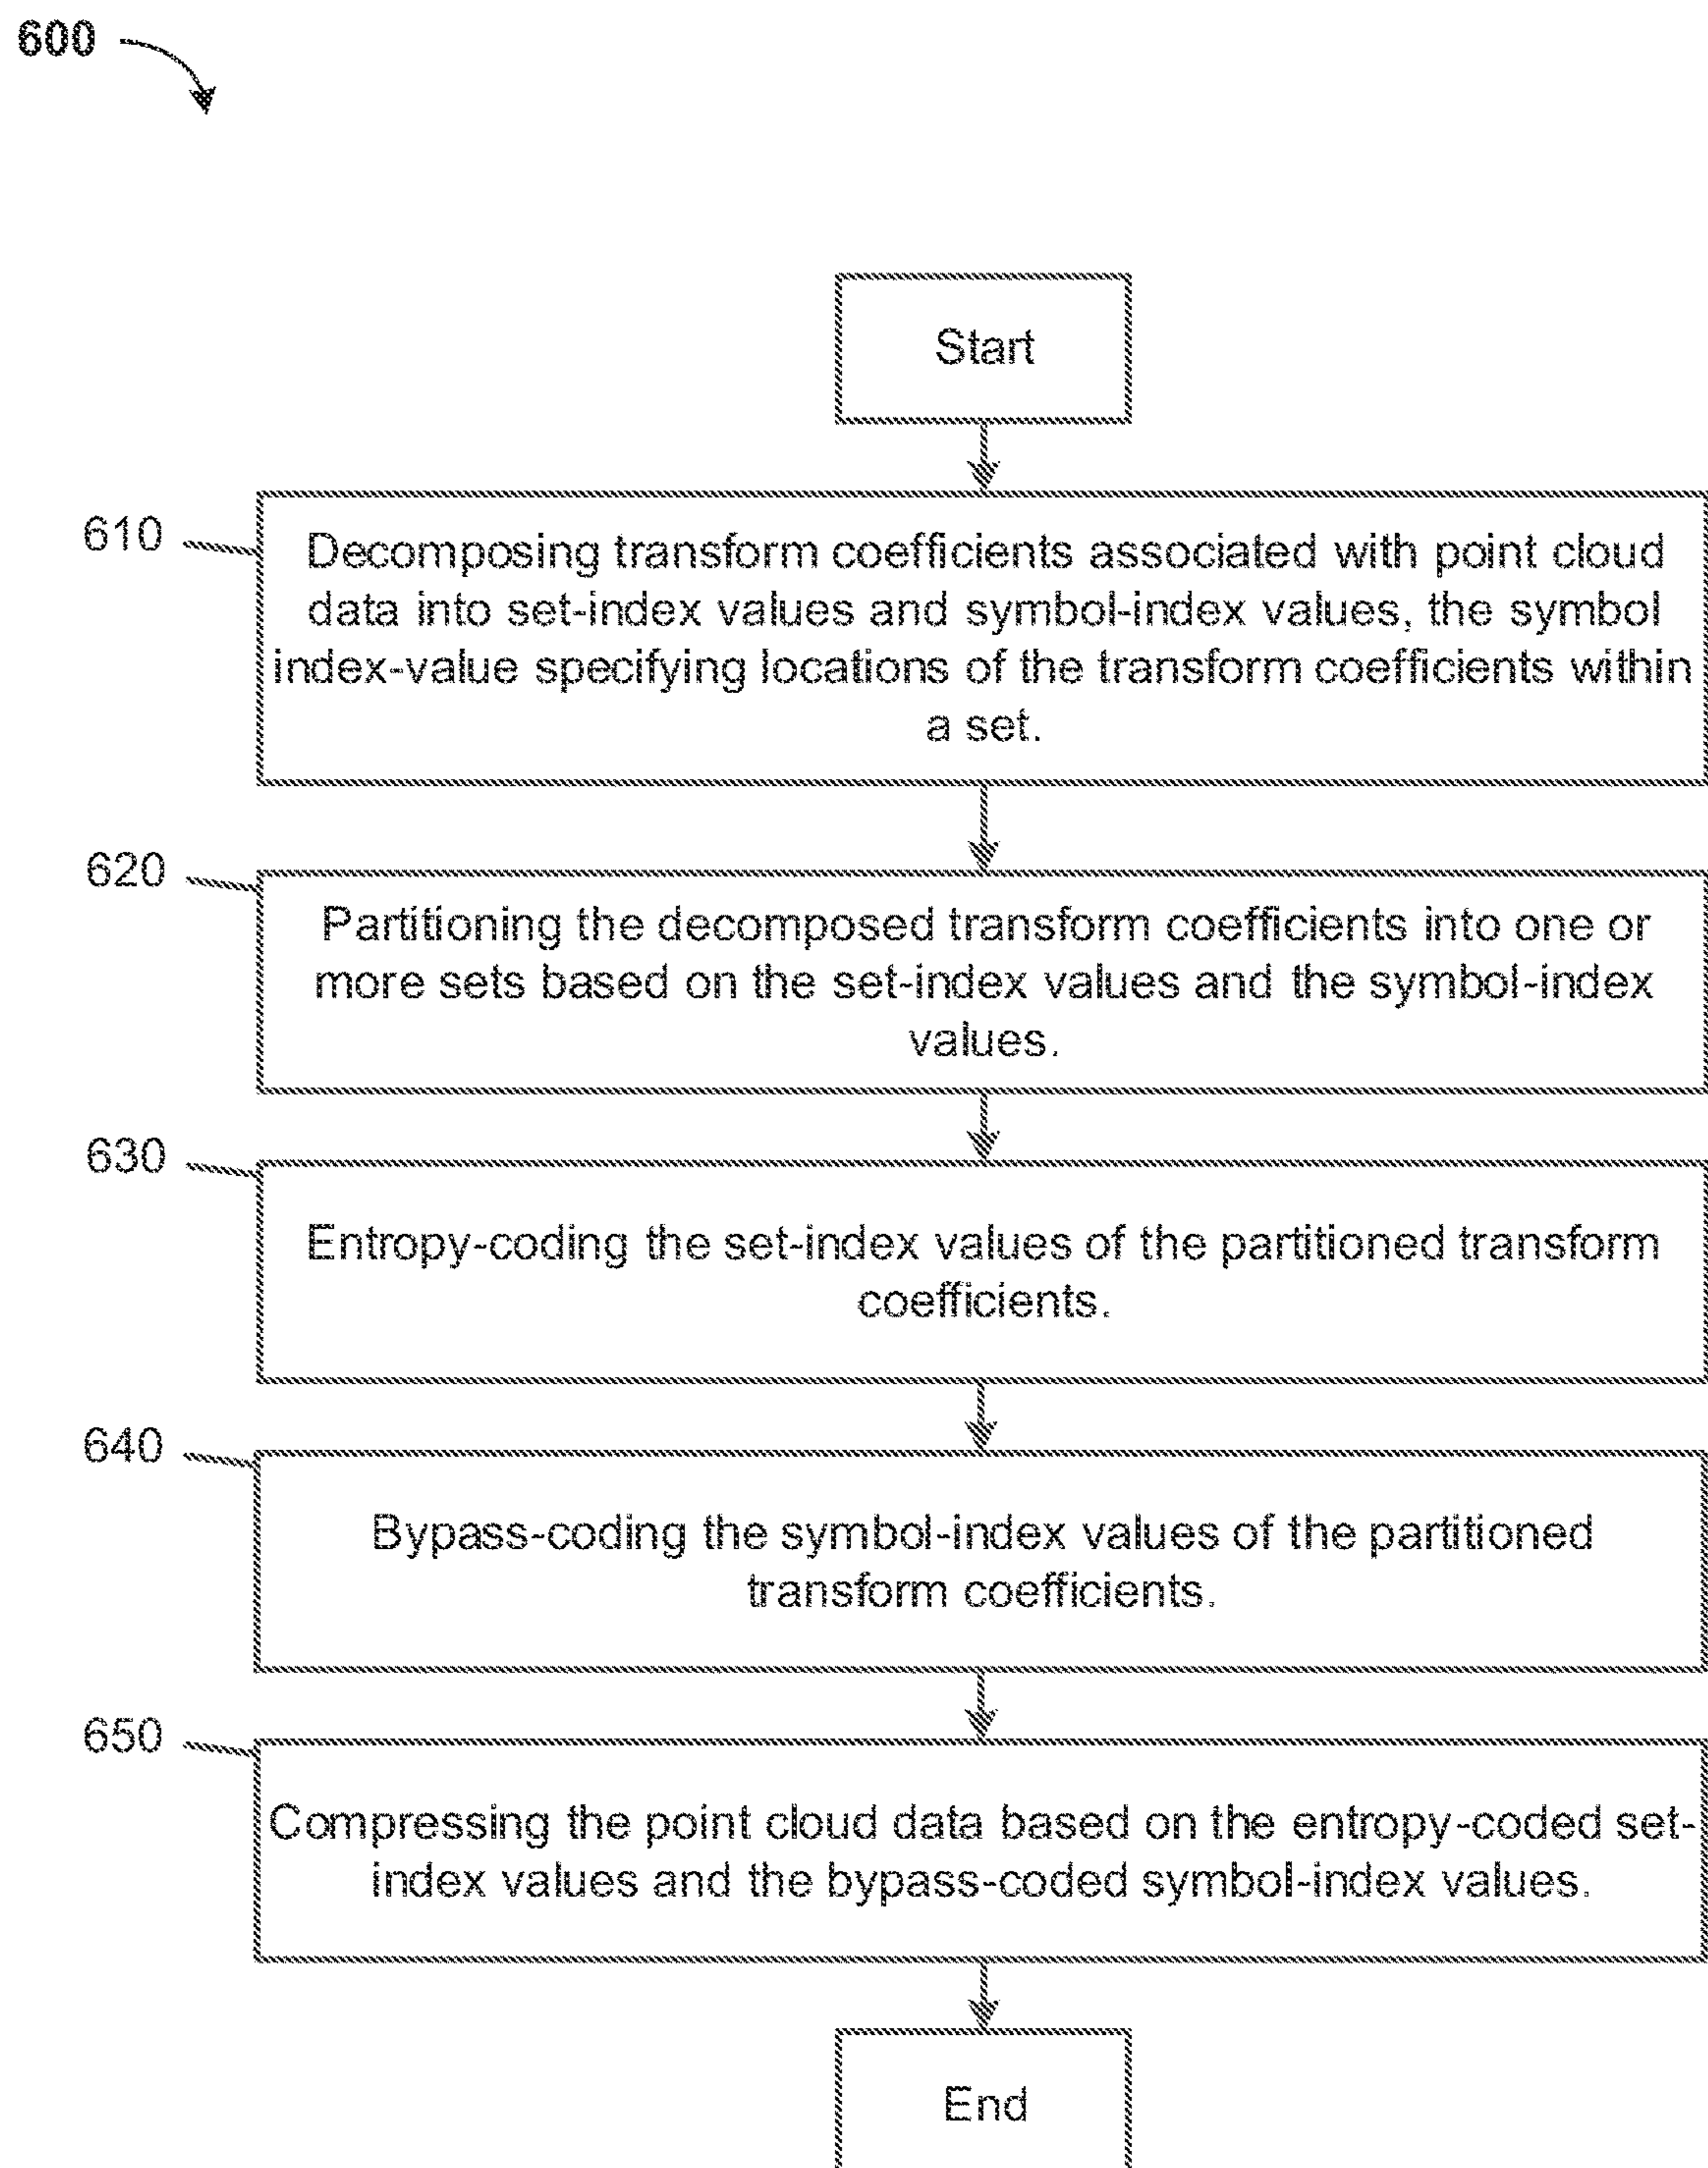 600
Start
610
Decomposing transform coefficients associated with point cloud
data into set-index values and symbol-index values, the symbol
index-value specifying locations of the transform coefficients within
a set.
620
Partitioning the decomposed transform coefficients into one or
more sets based on the set-index values and the symbol-index
values.
630
Entropy-coding the set-index values of the partitioned transform
coefficients.
640
Bypass-coding the symbol-index values of the partitioned
transform coefficients.
650
Compressing the point cloud data based on the entropy-coded set-
index values and the bypass-coded symbol-index values.
End